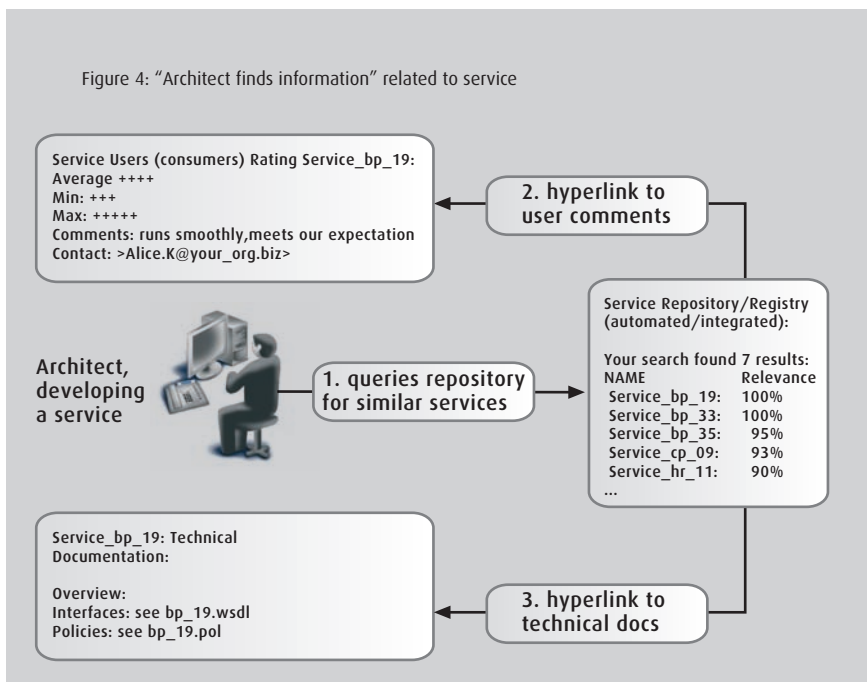 Figure 4: “Architect finds information” related to service
Service Users (consumers) Rating Service_bp_19:
Average ++++
Min: +++
Max: +++++
Comments: runs smoothly,meets our expectation
Contact: >Alice.K@your_org.biz>
2. hyperlink to
user comments
Architect,
developing
a service
1. queries repository
for similar services
Service Repository/Registry
(automated/integrated):
Your search found 7 results:
NAME Relevance
Service_bp_19: 100%
Service_bp_33: 100%
Service_bp_35: 95%
Service_cp_09: 93%
Service_hr_11: 90%
...
Service_bp_19: Technical
Documentation:
Overview:
Interfaces: see bp_19.wsdl
Policies: see bp_19.pol
3. hyperlink to
technical docs